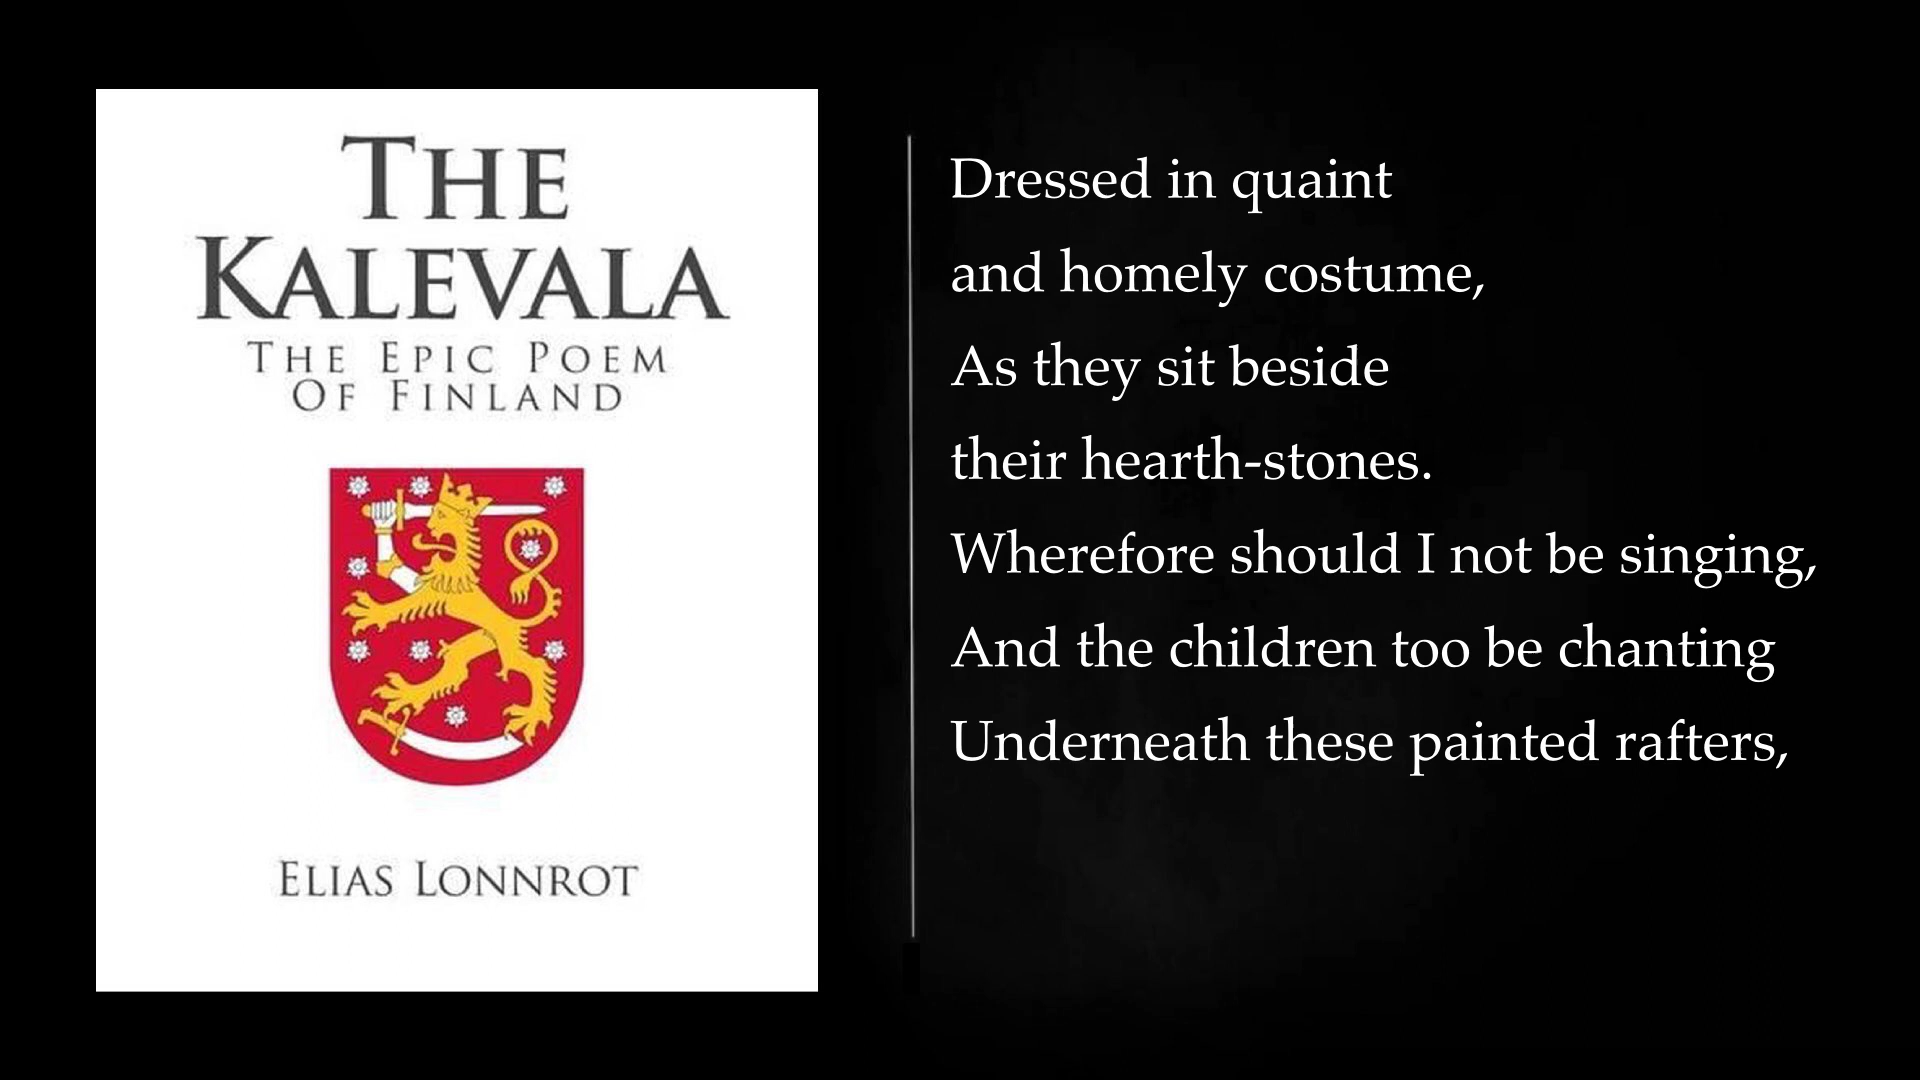 THE
KALEVALA
THE EPIC POEM
OF FINLAND
ELIAS LONNROT
Dressed in quaint
and homely costume,
As they sit beside
their hearth-stones.
Wherefore should I not be singing,
And the children too be chanting
Underneath these painted rafters,